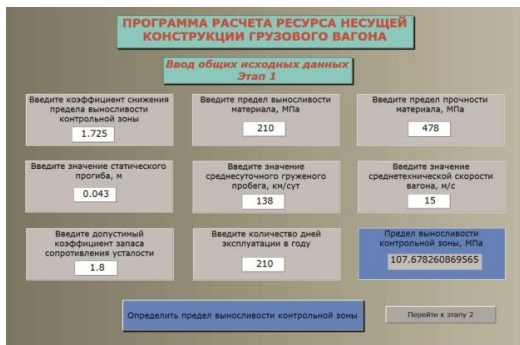 ПРОГРАММА РАСЧЕТА РЕСУРСА НЕСУЩЕЙ
КОНСТРУКЦИИ ГРУЗОВОГО ВАГОНА
Ввод общих исходных данных
Этап 1
Введите коэффициент снижения
предела выносливости
контрольной зоны
1.725
Введите предел выносливости
материала, МПа
210
Введите предел прочности
материала, МПа
478
Введите значение статического
прогиба, м
0.043
Введите значение
среднесуточного груженого
пробега, км/сут
138
Введите значение
среднетехнической скорости
вагона, м/с
15
Введите допустимый
коэффициент запаса
сопротивления усталости
1.8
Введите количество дней
эксплуатации в году
210
Предел выносливости
контрольной зоны, МПа
107.678260869565
Определить предел выносливости контрольной зоны
Перейти к этапу 2